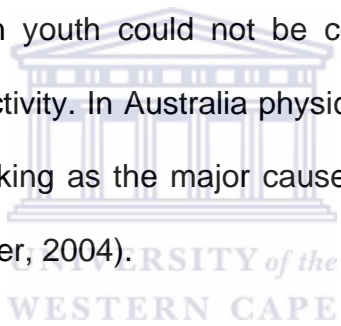 youth could not be
ctivity. In Australia
king as the major cause
er, 2004).
UNIVERSITY of the
WESTERN CAPE